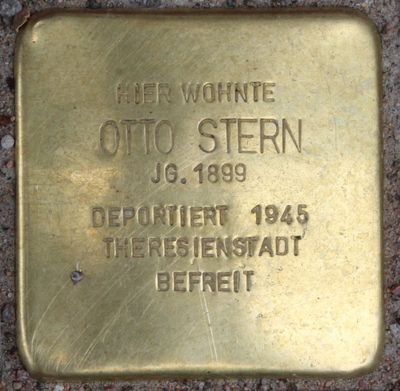 HIER WOHNTE
OTTO STERN
JG. 1899
DEPORTIERT 1945
THERESIENSTADT
BEFREIT